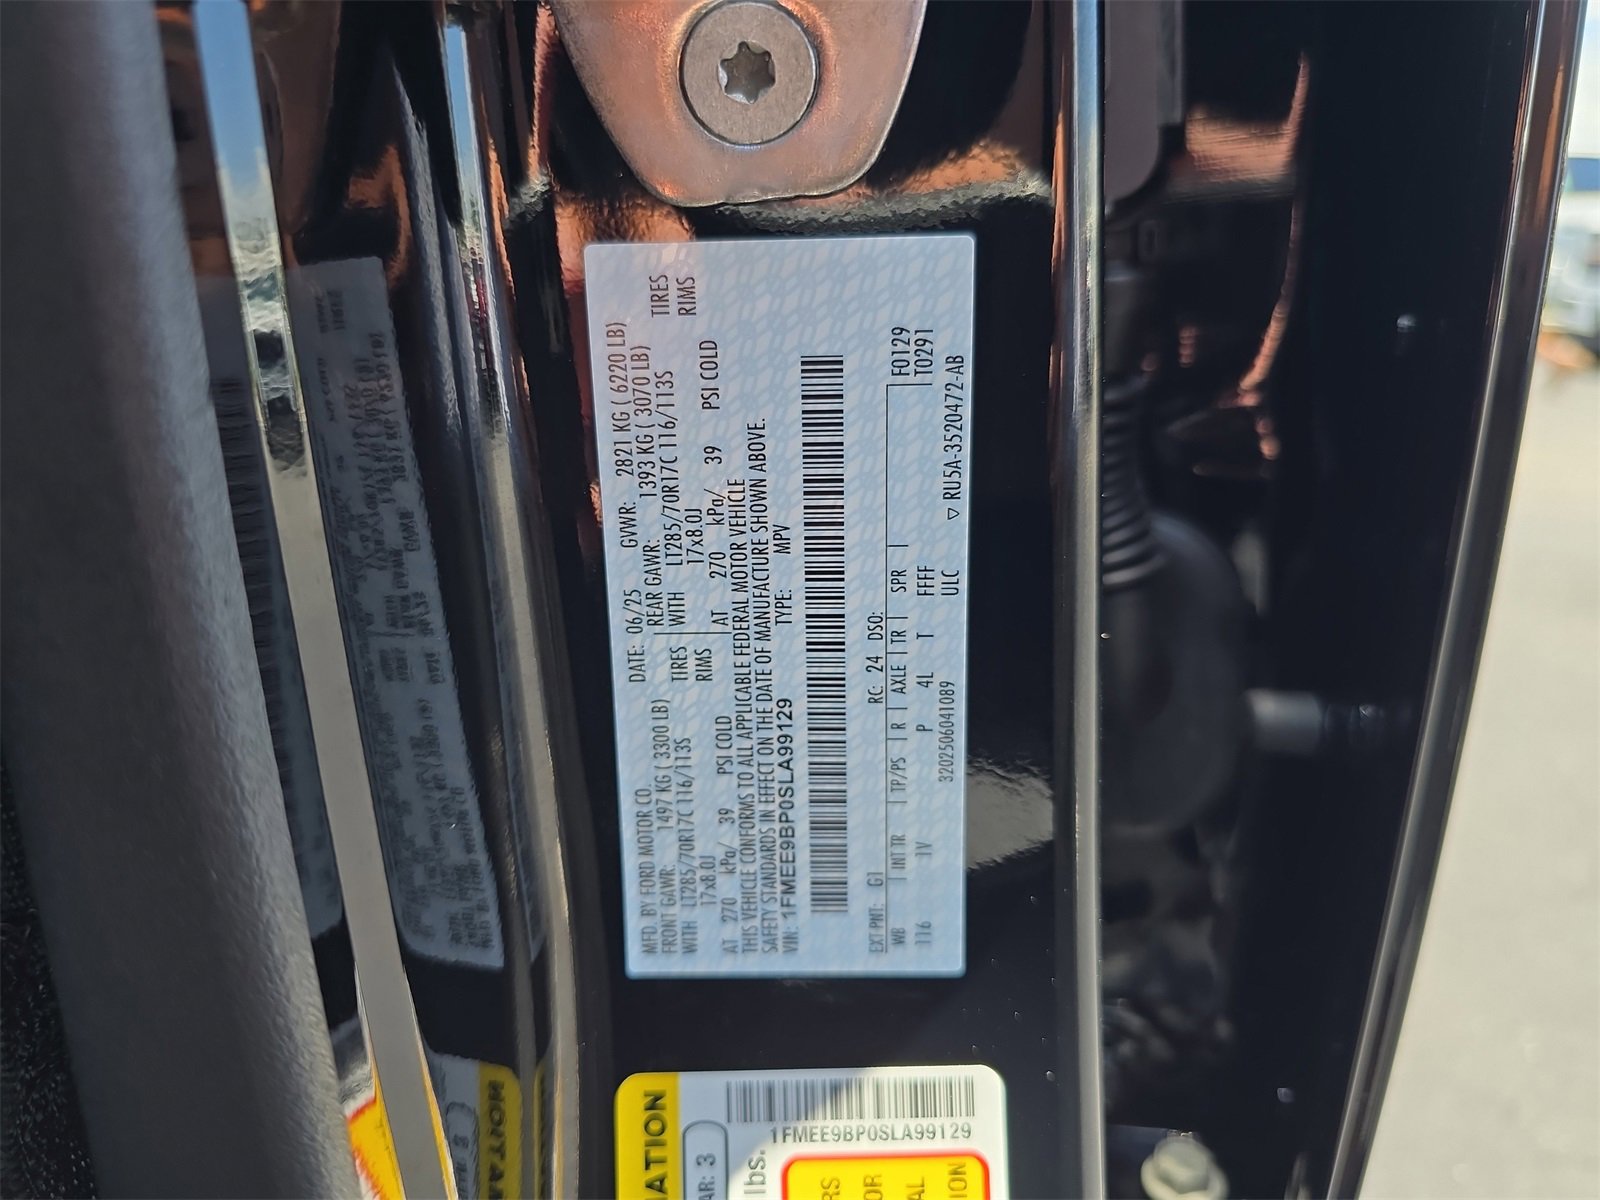 MFD. BY FORD MOTOR CO.
DATE: 06/25 GVWR: 2821 KG ( 6220 LB)
FRONT GAWR: 1497 KG ( 3300 LB) REAR GAWR: 1393 KG ( 3070 LB)
WITH LT285/70R17C 116/113S TIRES WITH LT285/70R17C 116/113S TIRES
17x8.0J RIMS 17x8.0J RIMS
AT 270 kPa/ 39 PSI COLD AT 270 kPa/ 39 PSI COLD
THIS VEHICLE CONFORMS TO ALL APPLICABLE FEDERAL MOTOR VEHICLE
SAFETY STANDARDS IN EFFECT ON THE DATE OF MANUFACTURE SHOWN ABOVE.
VIN: 1FMEE9BP0SLA99129 TYPE: MPV
EXT PNT: G1 RC: 24 DSO: F0129
WB INT TR TP/PS R AXLE TR SPR T0291
116 1V P 4L T FFFF
320250604108​9 ULC ▽ RU5A-3520472-AB
1FMEE9BP0SLA99129